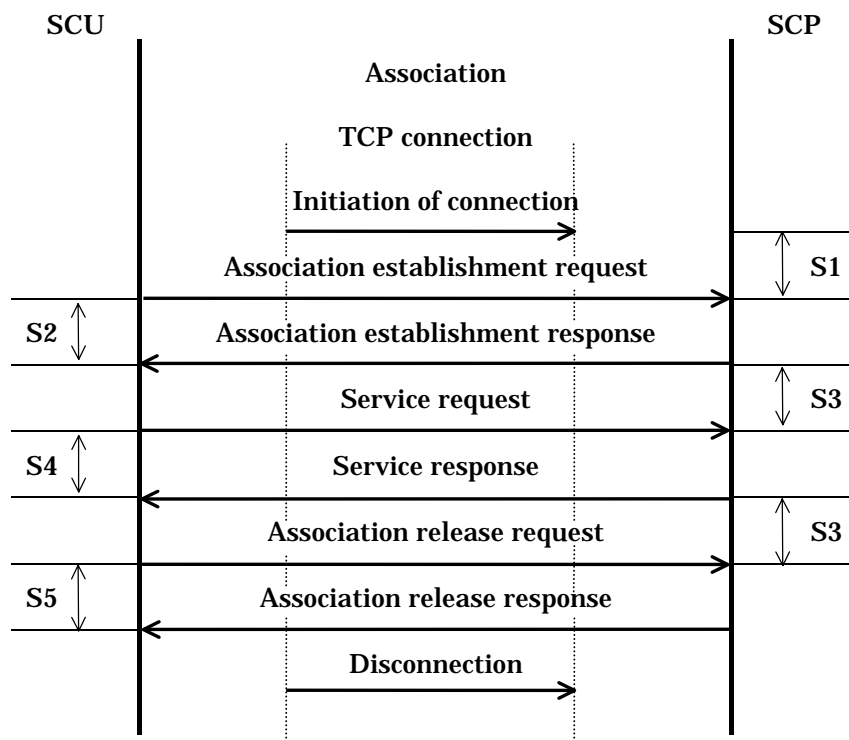 SCU
SCP
Association
TCP connection
Initiation of connection
Association establishment request
S1
S2
Association establishment response
Service request
S3
S4
Service response
Association release request
S3
S5
Association release response
Disconnection